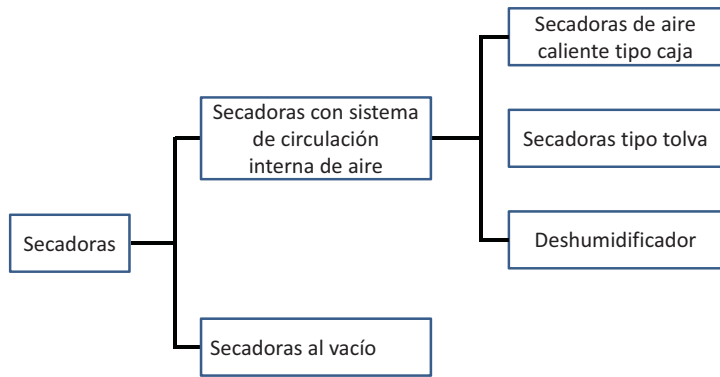 Secadoras
Secadoras con sistema
de circulación
interna de aire
Secadoras al vacío
Secadoras de aire
caliente tipo caja
Secadoras tipo tolva
Deshumidificador